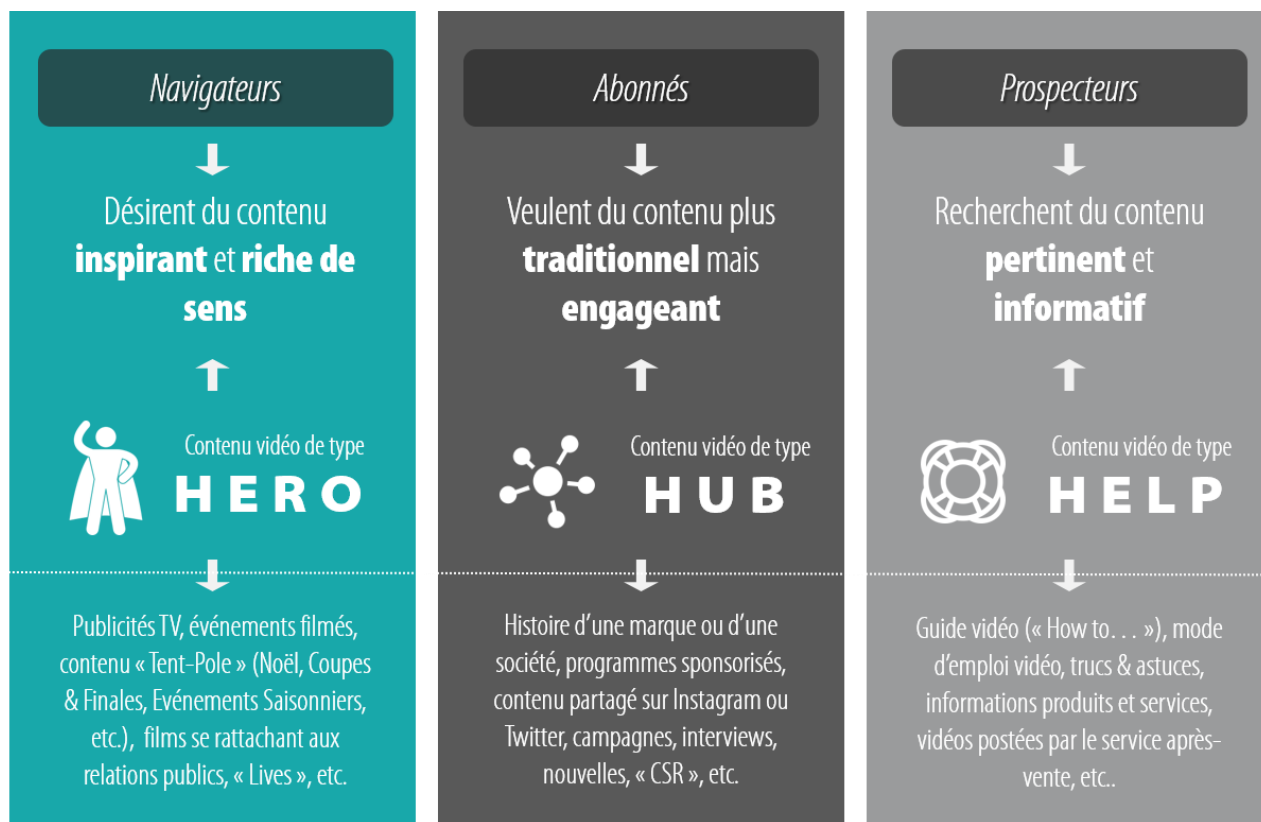 Navigateurs
Désirent du contenu
inspirant et riche de
sens
Contenu vidéo de type
HERO
Publicités TV, événements filmés,
contenu « Tent-Pole » (Noël, Coupes
& Finales, Evénements Saisonniers,
etc.), films se rattachant aux
relations publics, « Lives », etc.
Abonnés
Veulent du contenu plus
traditionnel mais
engageant
Contenu vidéo de type
HUB
Histoire d'une marque ou d'une
société, programmes sponsorisés,
contenu partagé sur Instagram ou
Twitter, campagnes, interviews,
nouvelles, « CSR », etc.
Prospecteurs
Recherchent du contenu
pertinent et
informatif
Contenu vidéo de type
HELP
Guide vidéo (« How to… »), mode
d'emploi vidéo, trucs & astuces,
informations produits et services,
vidéos postées par le service après-
vente, etc..